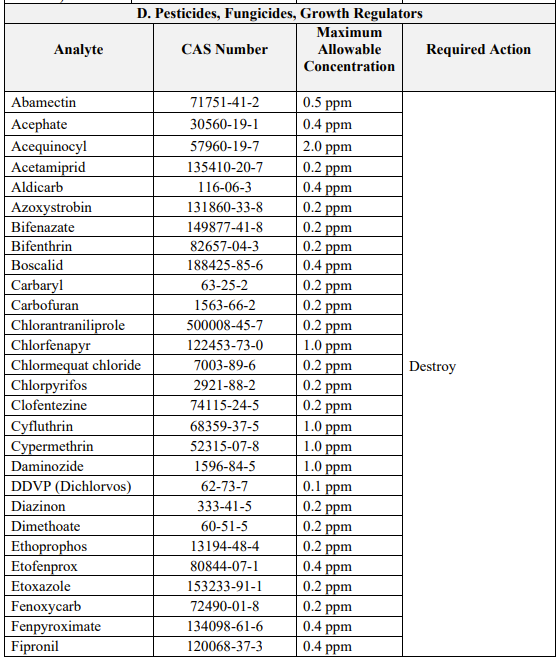 D. Pesticides, Fungicides, Growth Regulators
Analyte CAS Number Maximum Allowable Concentration Required Action
Abamectin 71751-41-2 0.5 ppm
Acephate 30560-19-1 0.4 ppm
Acequinocyl 57960-19-7 2.0 ppm
Acetamiprid 135410-20-7 0.2 ppm
Aldicarb 116-06-3 0.4 ppm
Azoxystrobin 131860-33-8 0.2 ppm
Bifenazate 149877-41-8 0.2 ppm
Bifenthrin 82657-04-3 0.2 ppm
Boscalid 188425-85-6 0.4 ppm
Carbaryl 63-25-2 0.2 ppm
Carbofuran 1563-66-2 0.2 ppm
Chlorantraniliprole 500008-45-7 0.2 ppm
Chlorfenapyr 122453-73-0 1.0 ppm
Chlormequat chloride 7003-89-6 0.2 ppm Destroy
Chlorpyrifos 2921-88-2 0.2 ppm
Clofentezine 74115-24-5 0.2 ppm
Cyfluthrin 68359-37-5 1.0 ppm
Cypermethrin 52315-07-8 1.0 ppm
Daminozide 1596-84-5 1.0 ppm
DDVP (Dichlorvos) 62-73-7 0.1 ppm
Diazinon 333-41-5 0.2 ppm
Dimethoate 60-51-5 0.2 ppm
Ethoprophos 13194-48-4 0.2 ppm
Etofenprox 80844-07-1 0.4 ppm
Etoxazole 153233-91-1 0.2 ppm
Fenoxycarb 72490-01-8 0.2 ppm
Fenpyroximate 134098-61-6 0.4 ppm
Fipronil 120068-37-3 0.4 ppm